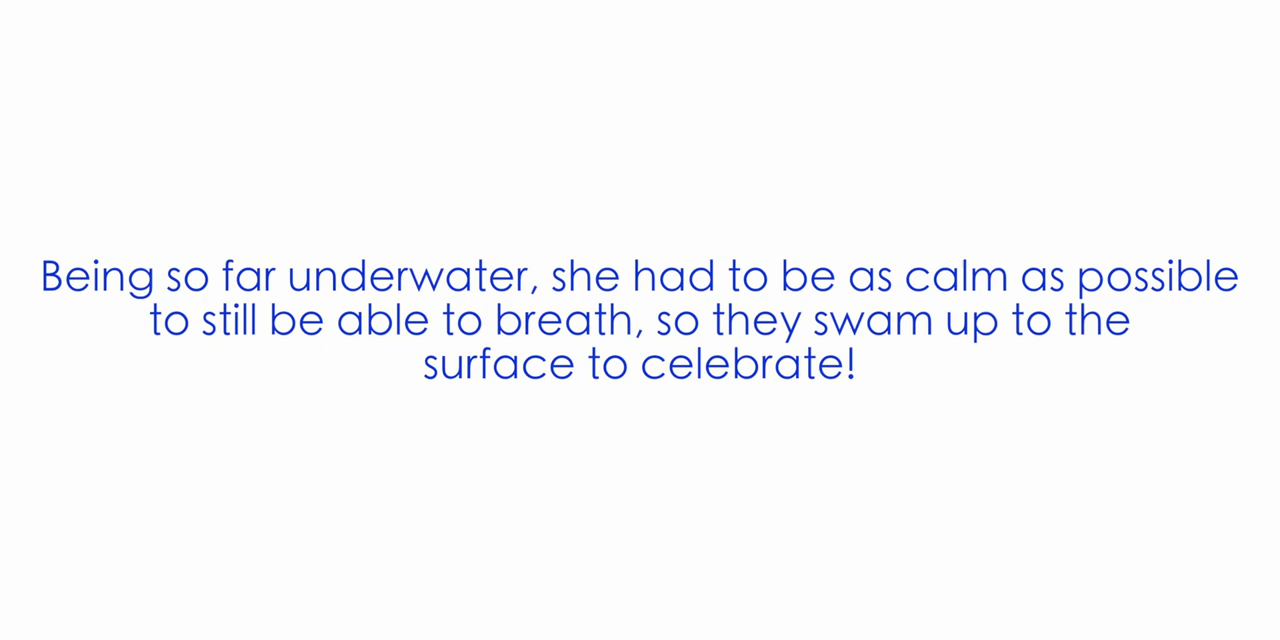 Being so far underwater, she had to be as calm as possible
to still be able to breath, so they swam up to the
surface to celebrate!